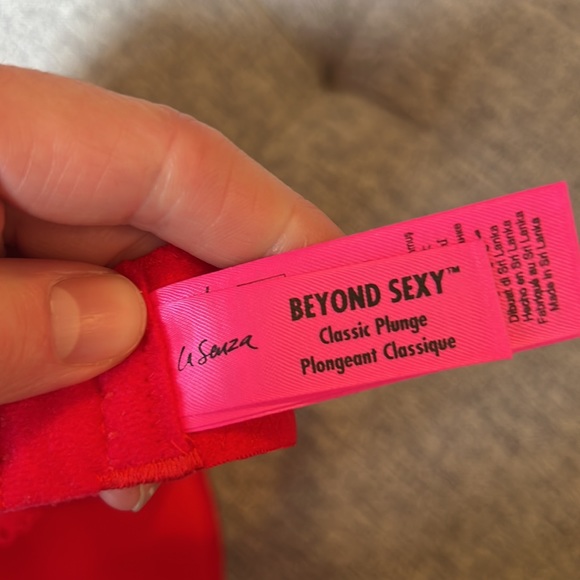 la Senza
BEYOND SEXY™
Classic Plunge
Plongeant Classique
Dibuat di Sri Lanka
Hecho en Sri Lanka
Fabriqué au Sri Lanka
Made in Sri Lanka